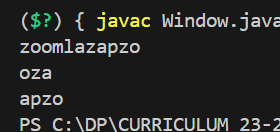 ($?) { javac Window.java
zoomlazapzo
oza
apzo
PS C:\DP\CURRICULUM 23-2